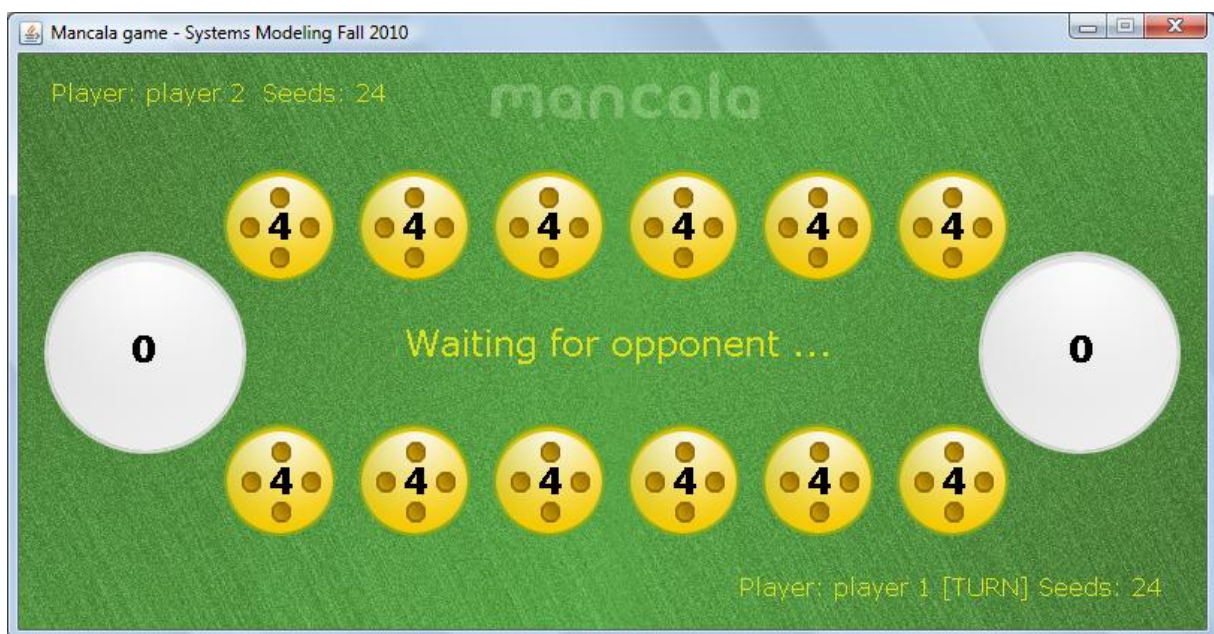 Mancala game - Systems Modeling Fall 2010
Player: player 2 Seeds: 24
mancala
4 4 4 4 4 4
0 Waiting for opponent ... 0
4 4 4 4 4 4
Player: player 1 [TURN] Seeds: 24